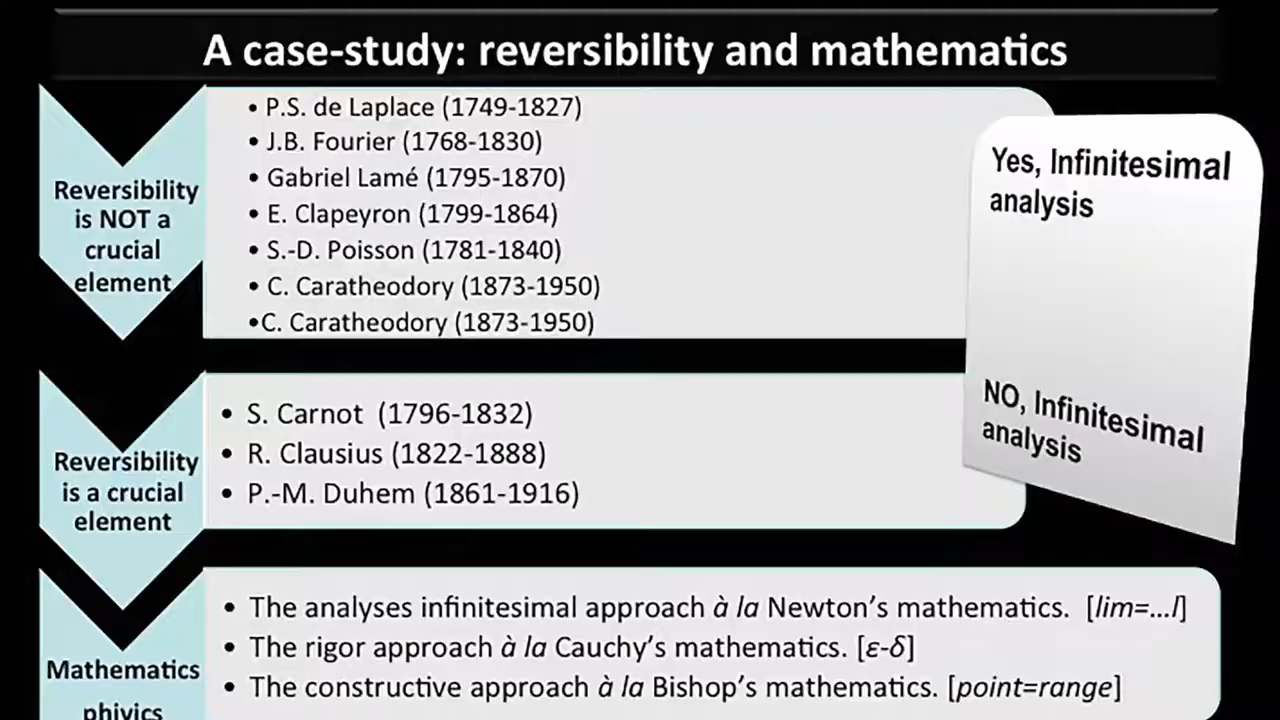 A case-study: reversibility and mathematics
Reversibility
is NOT a
crucial
element
• P.S. de Laplace (1749-1827)
• J.B. Fourier (1768-1830)
• Gabriel Lamé (1795-1870)
• E. Clapeyron (1799-1864)
• S.-D. Poisson (1781-1840)
• C. Caratheodory (1873-1950)
•C. Caratheodory (1873-1950)
Yes, Infinitesimal
analysis
NO, Infinitesimal
analysis
Reversibility
is a crucial
element
• S. Carnot (1796-1832)
• R. Clausius (1822-1888)
• P.-M. Duhem (1861-1916)
Mathematics
phivics
• The analyses infinitesimal approach à la Newton's mathematics. [lim=...l]
• The rigor approach à la Cauchy's mathematics. [ε-δ]
• The constructive approach à la Bishop's mathematics. [point=range]